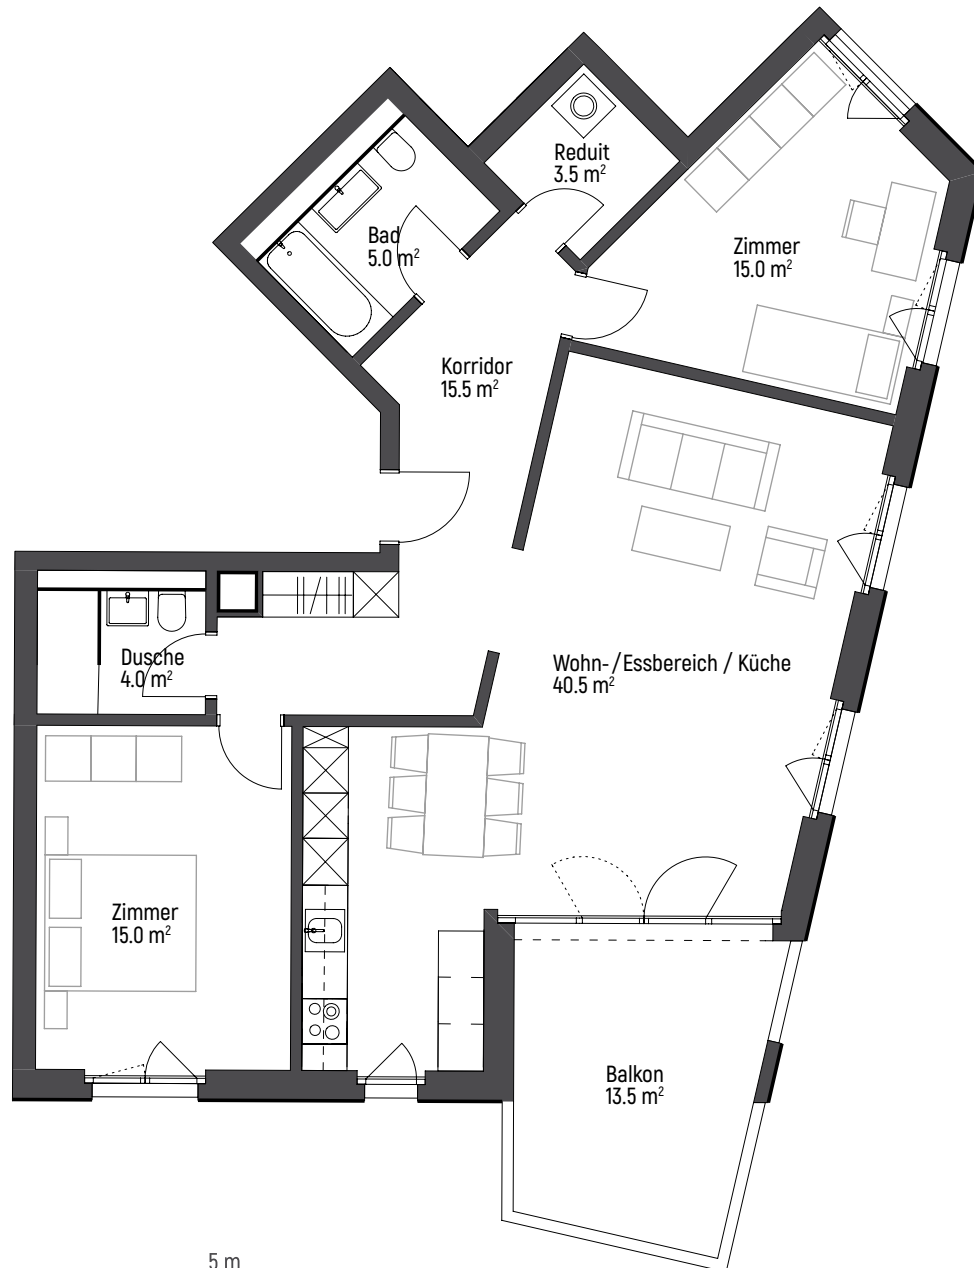 Reduit
3.5 m²
Bad
5.0 m²
Zimmer
15.0 m²
Korridor
15.5 m²
Dusche
4.0 m²
Wohn-/Essbereich / Küche
40.5 m²
Zimmer
15.0 m²
Balkon
13.5 m²
5 m